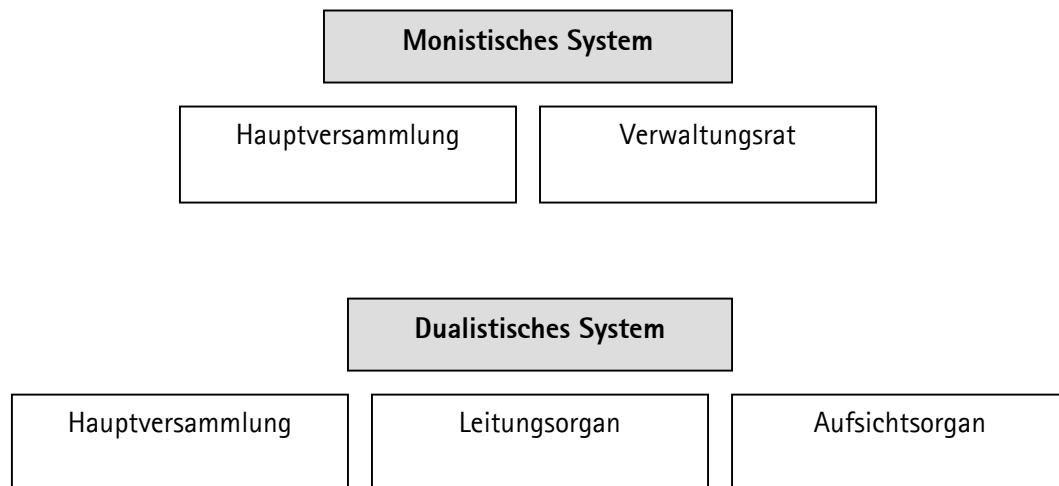 Monistisches System
Hauptversammlung
Verwaltungsrat
Dualistisches System
Hauptversammlung
Leitungsorgan
Aufsichtsorgan